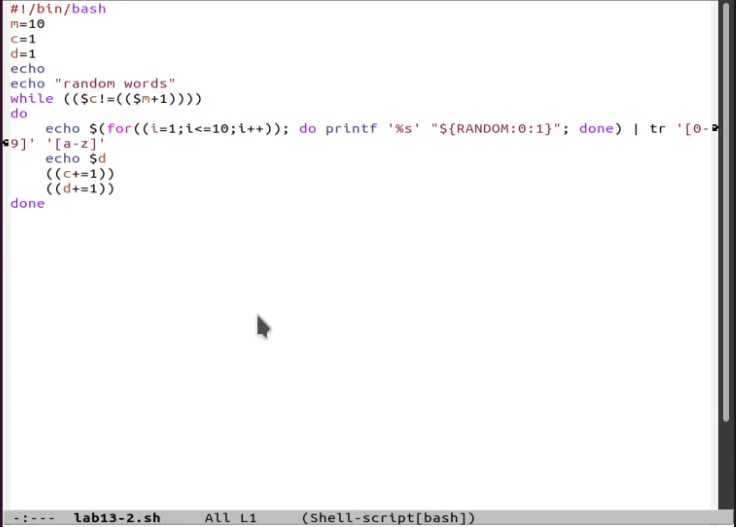 #!/bin/bash
m=10
c=1
d=1
echo
echo "random words"
while (($c!=(($m+1))))
do
    echo $(for((i=1;i<=10;i++)); do printf '%s' "${RANDOM:0:1}"; done) | tr '[0-
9]' '[a-z]'
    echo $d
    ((c+=1))
    ((d+=1))
done
-:---  lab13-2.sh     All L1     (Shell-script[bash])